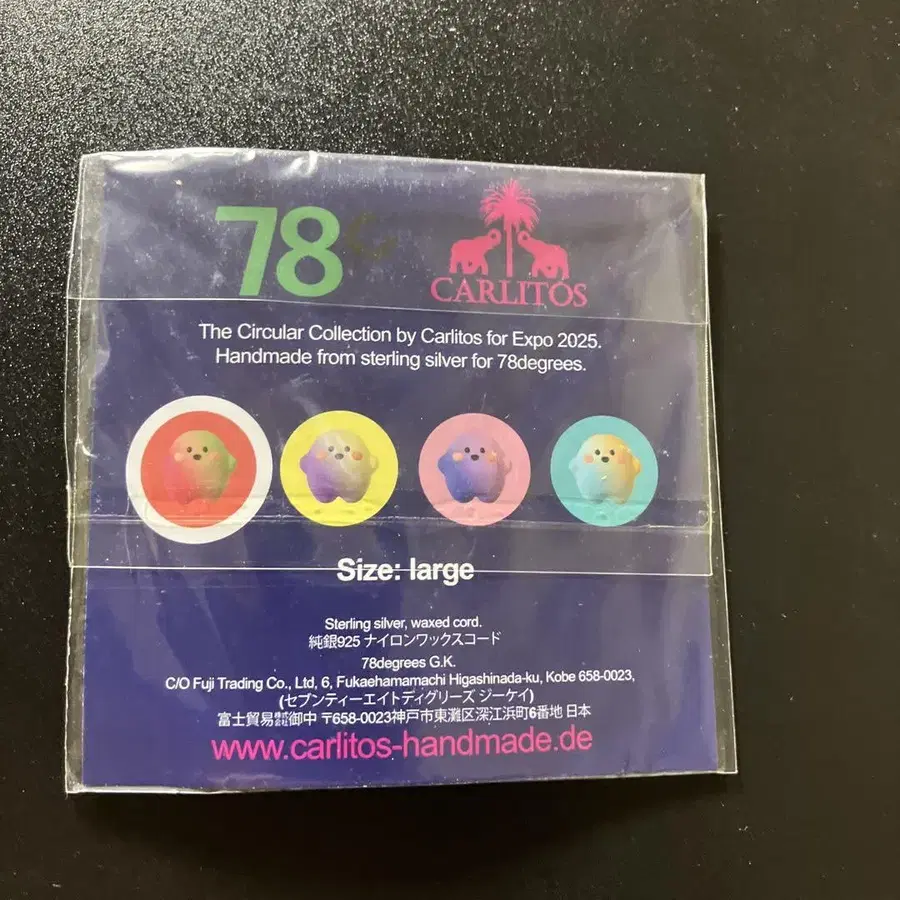 78
CARLITOS
The Circular Collection by Carlitos for Expo 2025.
Handmade from sterling silver for 78degrees.
Size: large
Sterling silver, waxed cord.
純銀925 ナイロンワックスコード
78degrees G.K.
C/O Fuji Trading Co., Ltd, 6, Fukaehamamachi Higashinada-ku, Kobe 658-0023,
(セブンティーエイトディグリーズ ジーケイ)
富士貿易㍿御中 〒658-0023神戸市東灘区深江浜町6番地 日本
www.carlitos-handmade.de